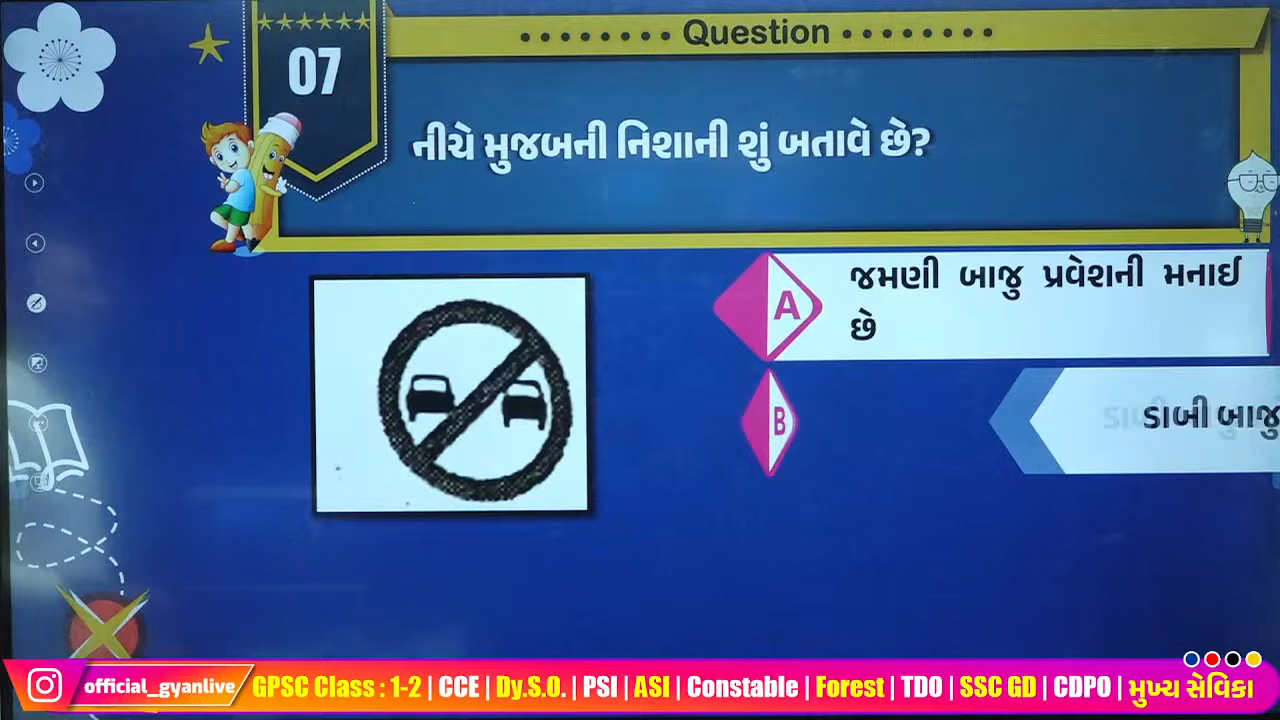 07
Question
નીચે મુજબની નિશાની શું બતાવે છે?
A
જમણી બાજુ પ્રવેશની મનાઈ
છે
B
ડાબી બાજુ
official_gyanlive
GPSC Class : 1-2 | CCE | Dy.S.O. | PSI | ASI | Constable | Forest | TDO | SSC GD | CDPO | મુખ્ય સેવિકા